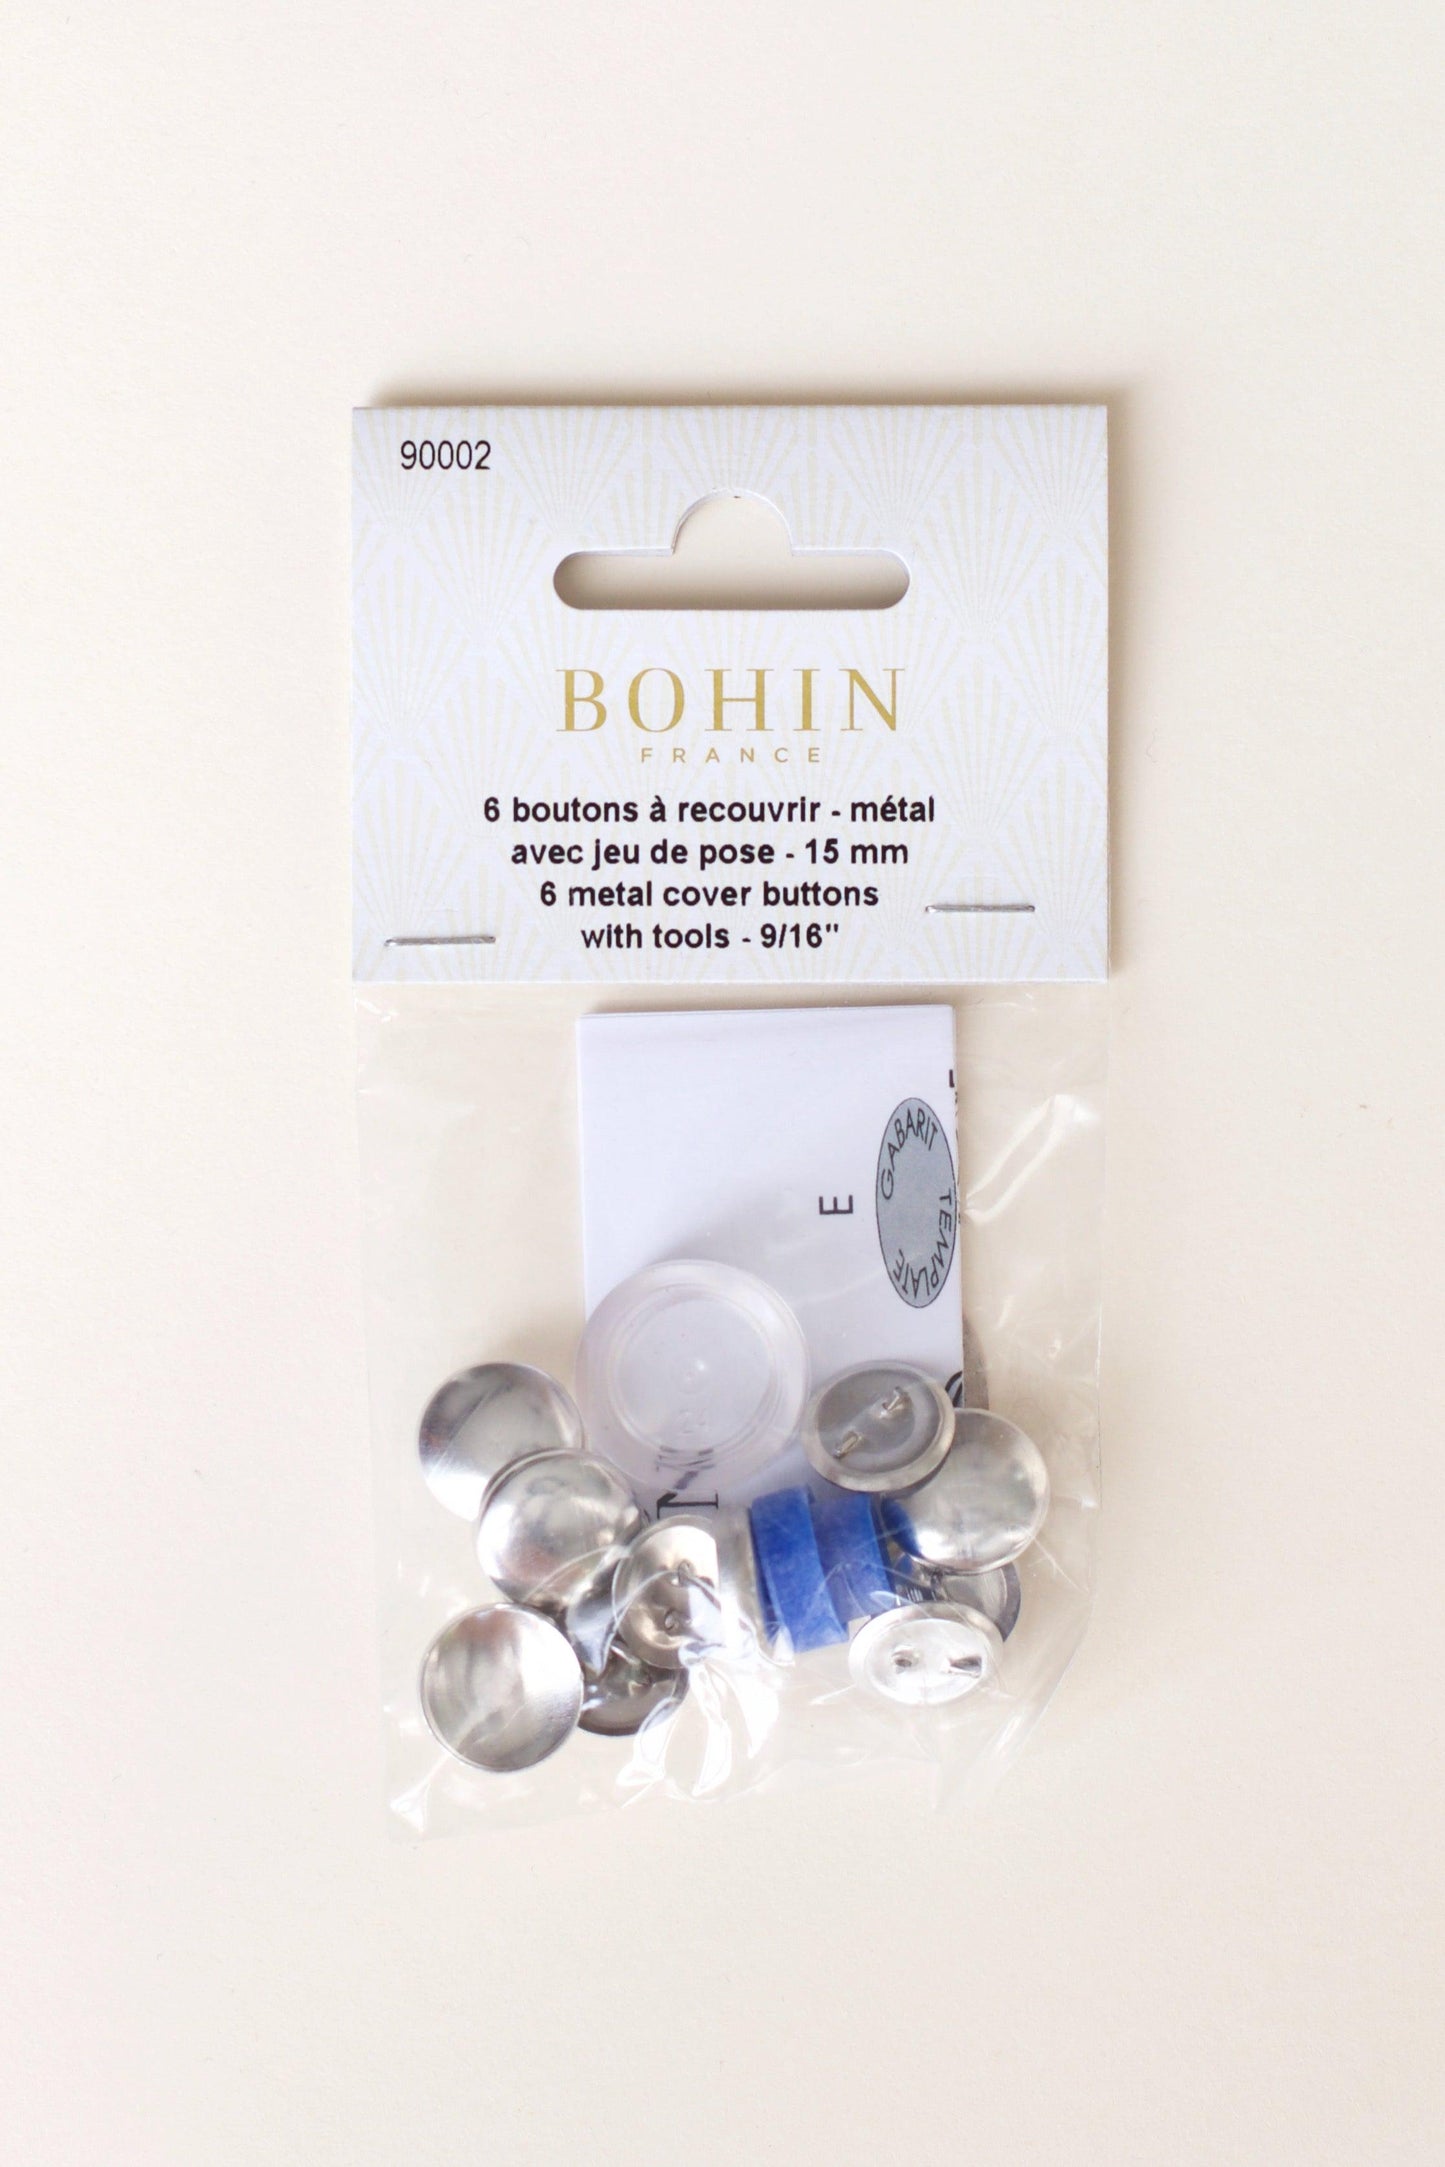 90002
BOHIN
FRANCE
6 boutons à recouvrir - métal
avec jeu de pose - 15 mm
6 metal cover buttons
with tools - 9/16"
E
GABARIT
TEMPLATE
24